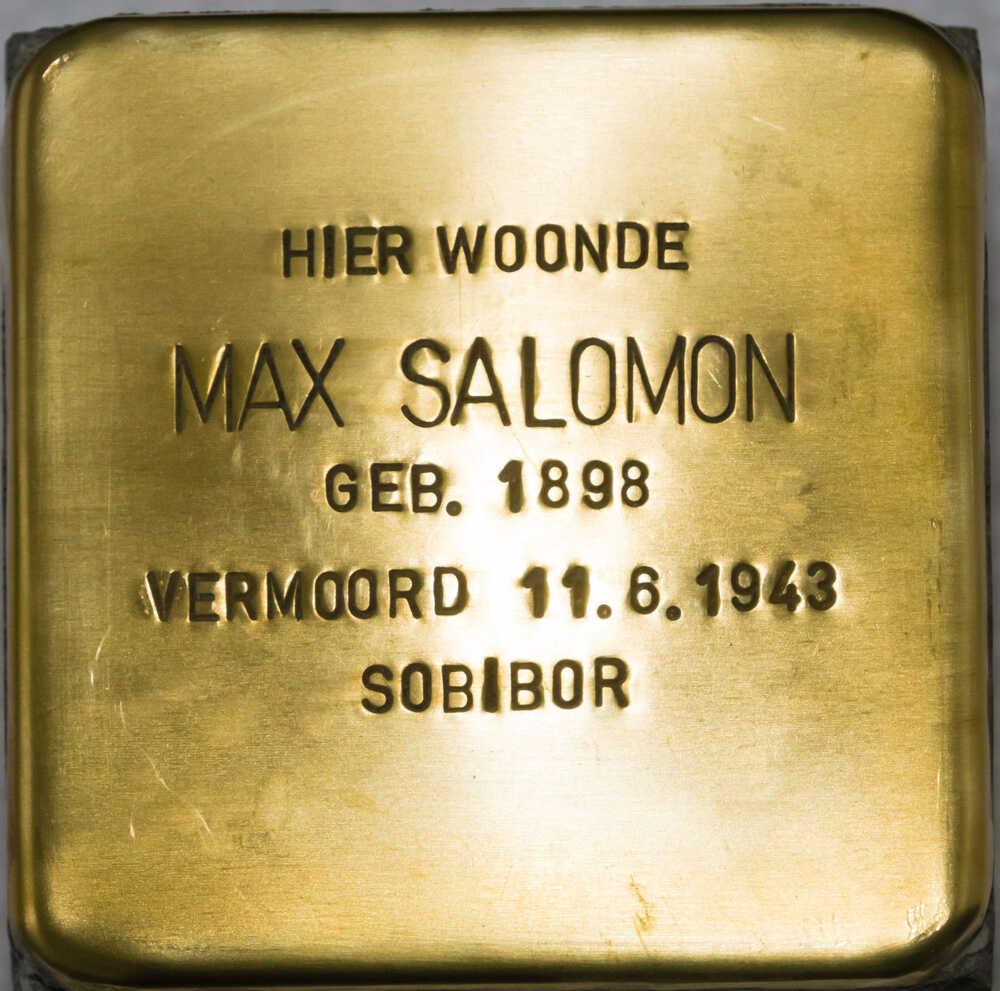 HIER WOONDE
MAX SALOMON
GEB. 1898
VERMOORD 11.6.1943
SOBIBOR